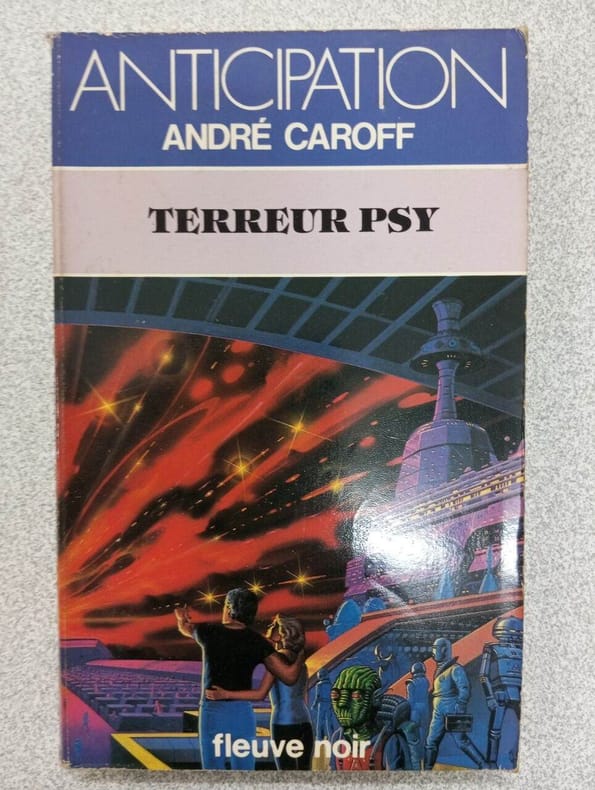 ANTICIPATION
ANDRÉ CAROFF
TERREUR PSY
fleuve noir